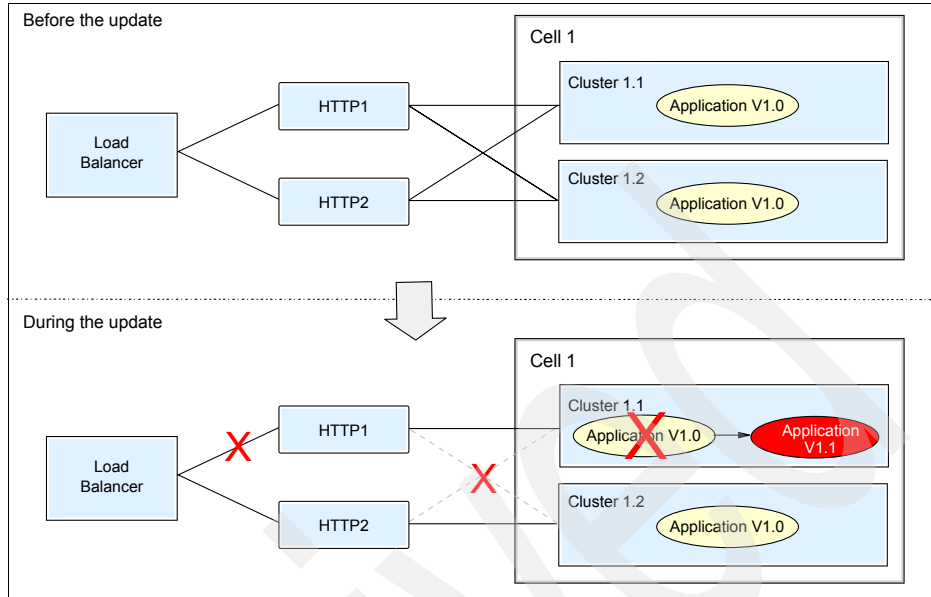 Before the update
Cell 1
Cluster 1.1
Application V1.0
HTTP1
Load
Balancer
Cluster 1.2
HTTP2
Application V1.0
During the update
Cell 1
Cluster 1.1
HTTP1
Application V1.0
Application
V1.1
X
X
X
Load
Balancer
Cluster 1.2
HTTP2
Application V1.0